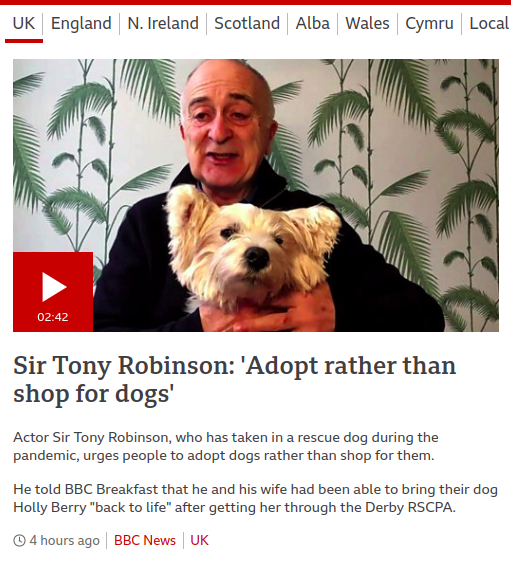 UK England N. Ireland Scotland Alba Wales Cymru Local
02:42
Sir Tony Robinson: 'Adopt rather than
shop for dogs'
Actor Sir Tony Robinson, who has taken in a rescue dog during the
pandemic, urges people to adopt dogs rather than shop for them.
He told BBC Breakfast that he and his wife had been able to bring their dog
Holly Berry "back to life" after getting her through the Derby RSCPA.
4 hours ago BBC News UK